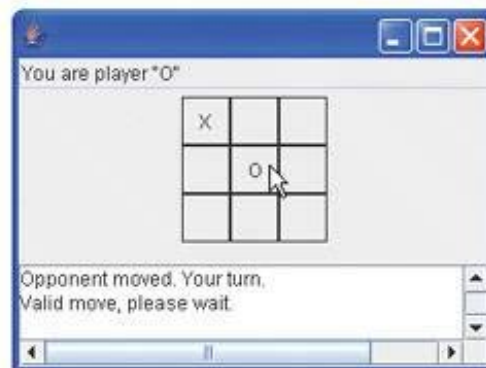 You are player "O"
X
O
Opponent moved. Your turn.
Valid move, please wait.